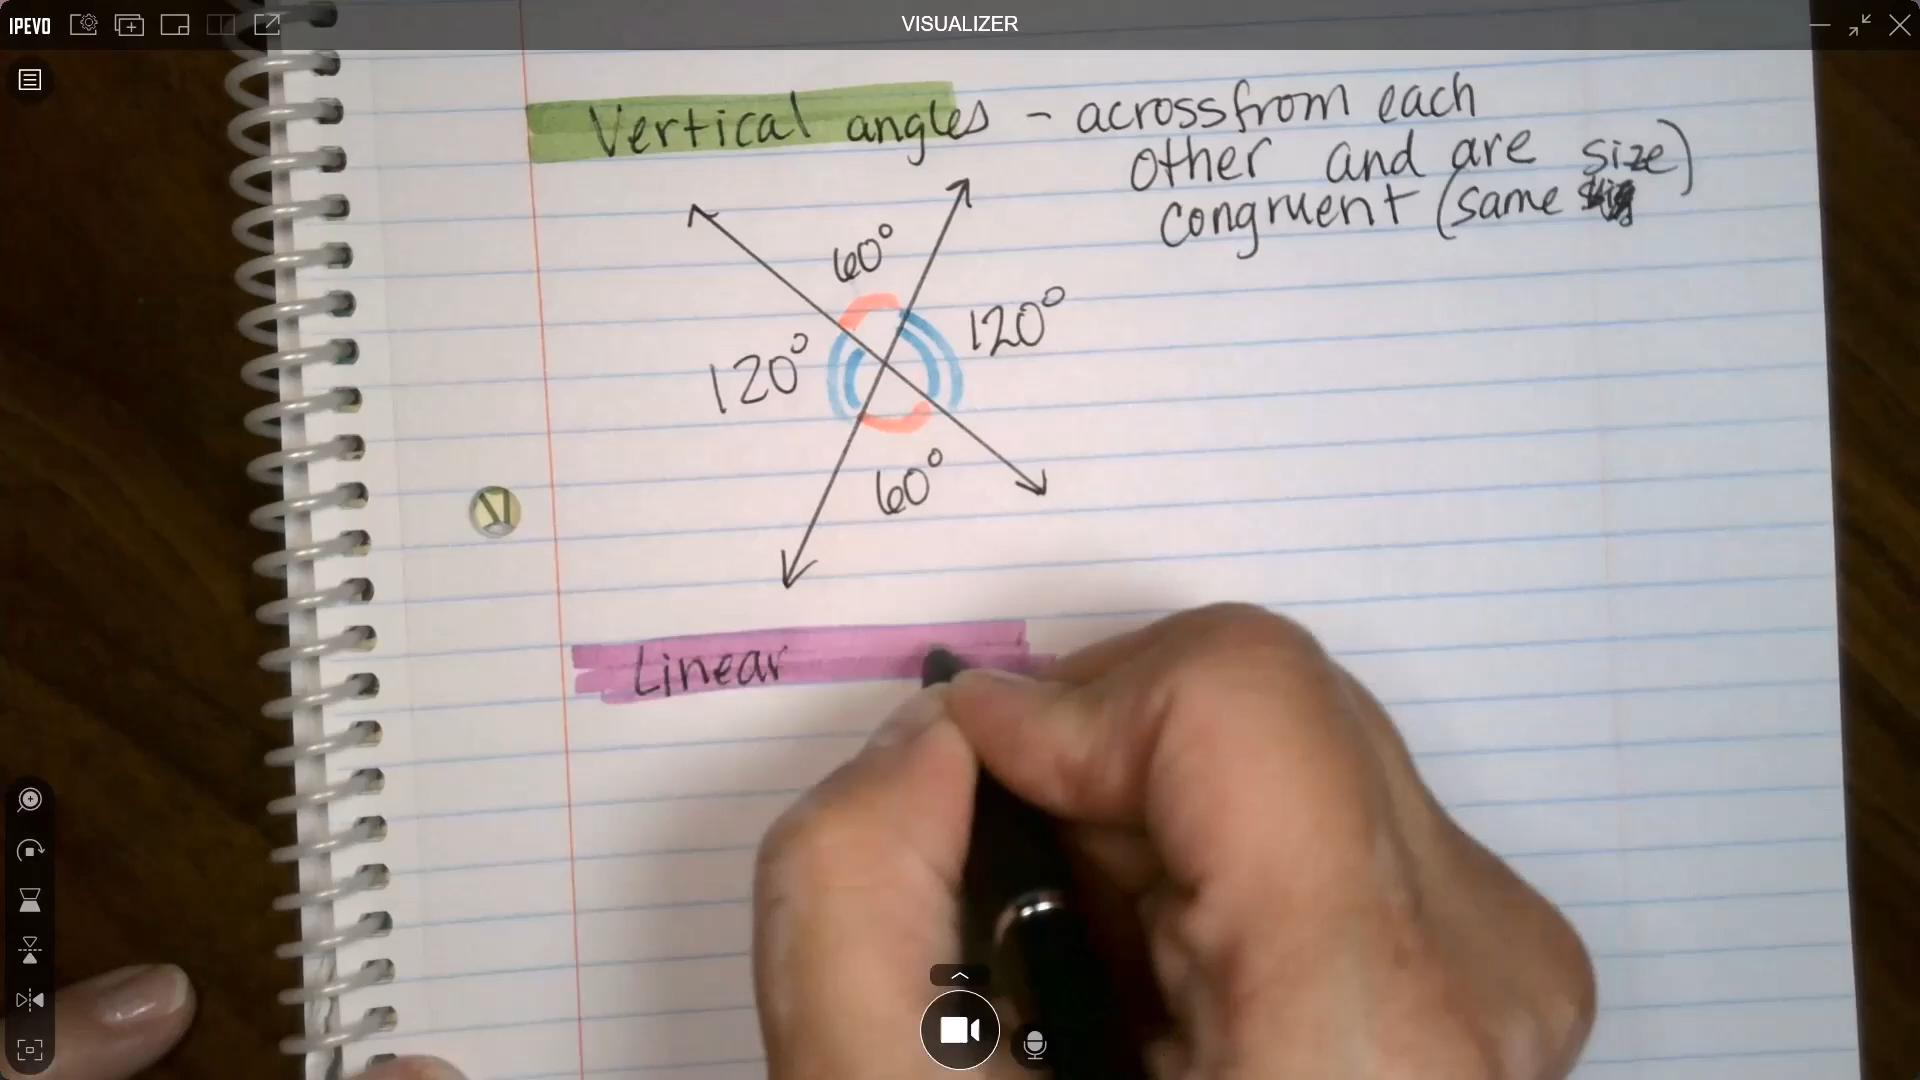 IPEVO
VISUALIZER
Vertical angles - across from each
other and are size)
congruent (same
60°
120°
120°
60°
Linear